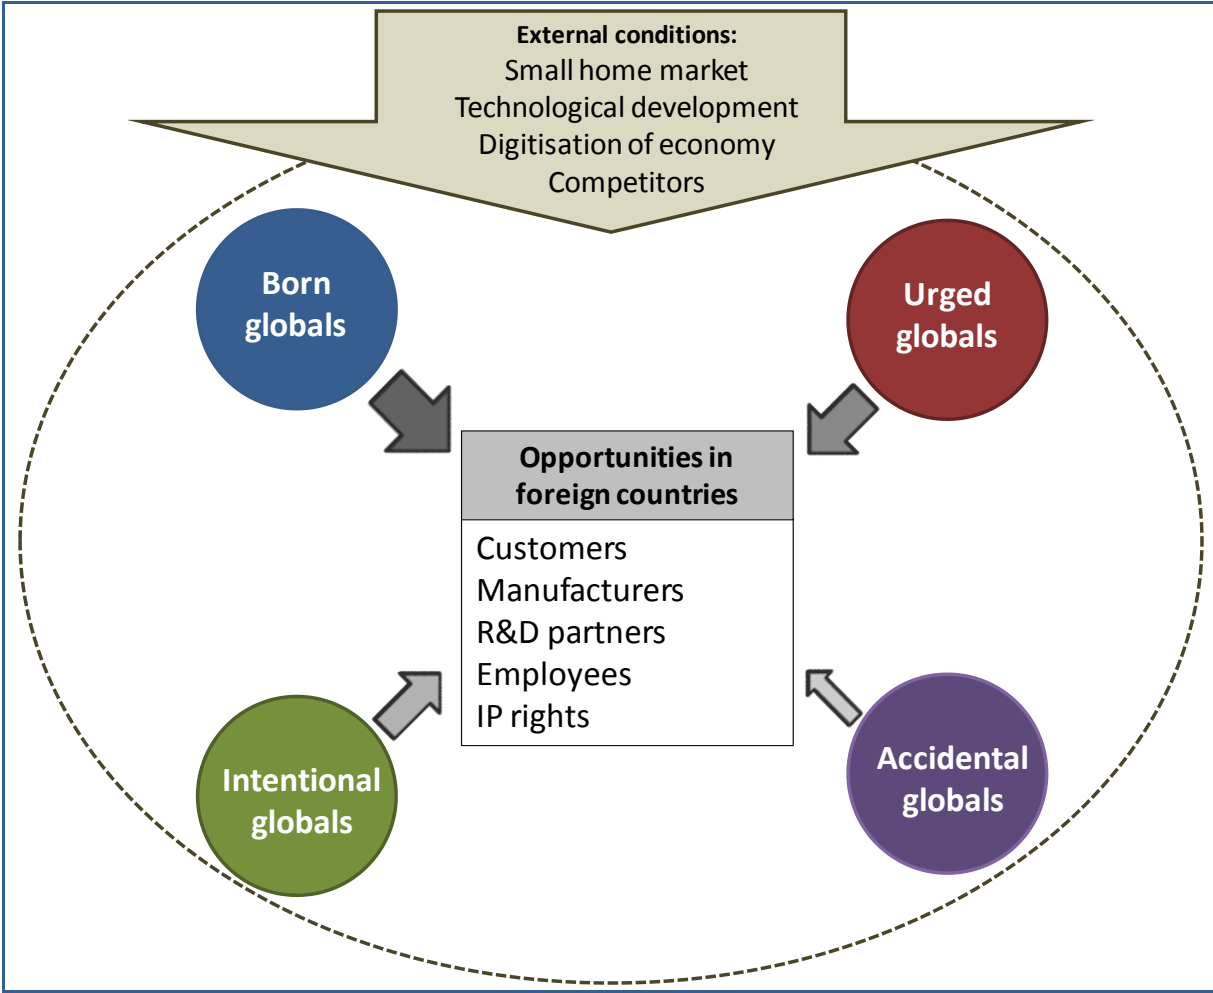 External conditions:
Small home market
Technological development
Digitisation of economy
Competitors
Born
globals
Urged
globals
Opportunities in
foreign countries
Customers
Manufacturers
R&D partners
Employees
IP rights
Intentional
globals
Accidental
globals